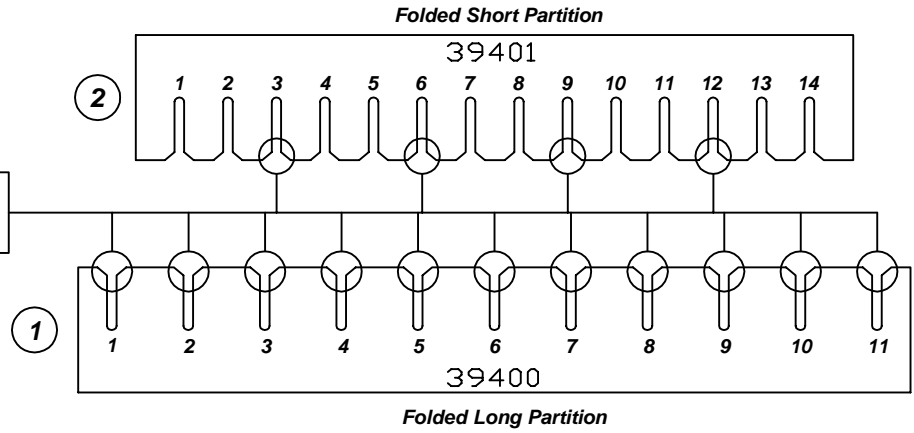 Folded Short Partition
39401
2
1 2 3 4 5 6 7 8 9 10 11 12 13 14
1
1 2 3 4 5 6 7 8 9 10 11
39400
Folded Long Partition